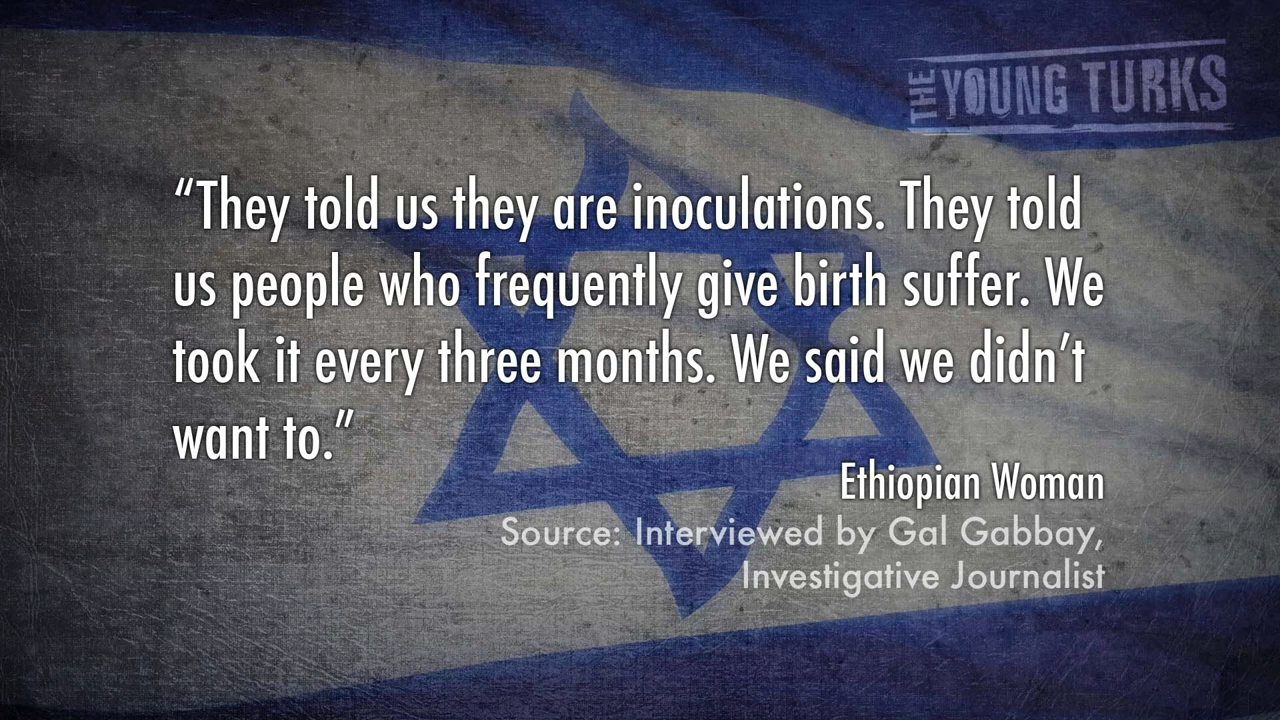 THE YOUNG TURKS
“They told us they are inoculations. They told
us people who frequently give birth suffer. We
took it every three months. We said we didn’t
want to.”
Ethiopian Woman
Source: Interviewed by Gal Gabbay,
Investigative Journalist